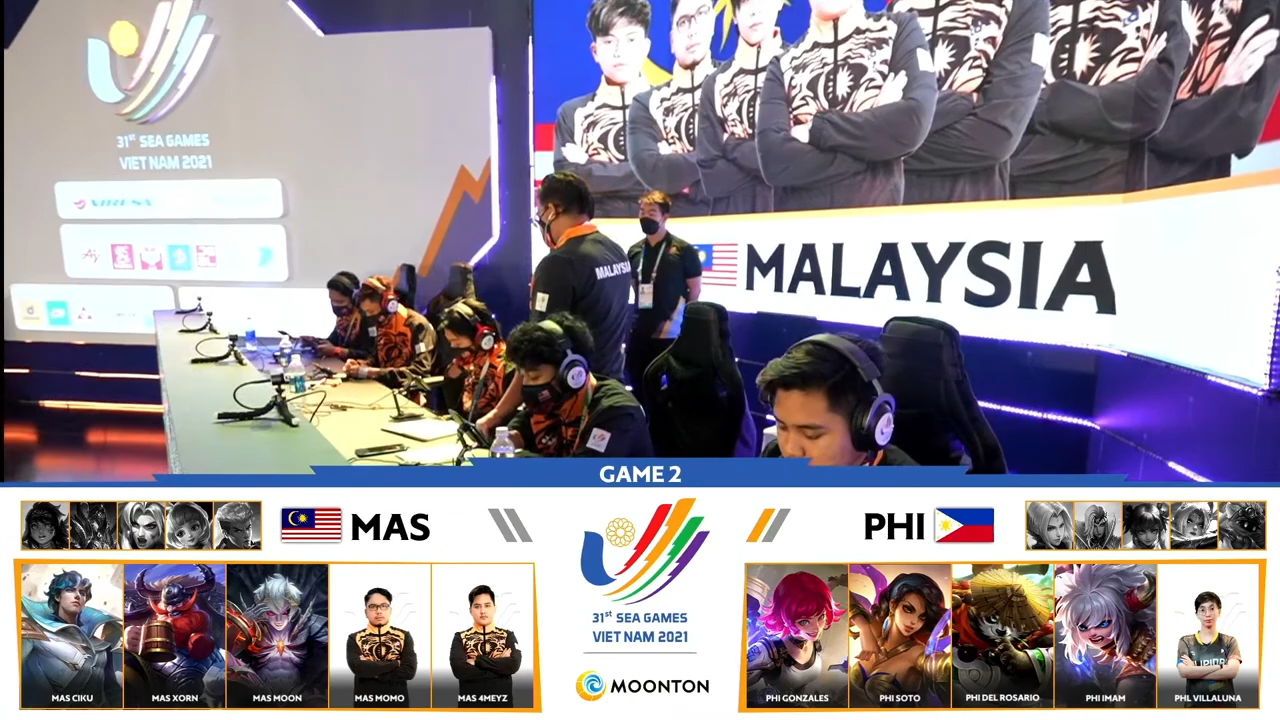 31st SEA GAMES
VIET NAM 2021
VIRESA
MALAYSIA
MALAYSIA
GAME 2
MAS
PHI
31st SEA GAMES
VIET NAM 2021
MOONTON
MAS CIKU
MAS XORN
MAS MOON
MAS MOMO
MAS 4MEYZ
PHI GONZALES
PHI SOTO
PHI DEL ROSARIO
PHI IMAM
PHL VILLALUNA